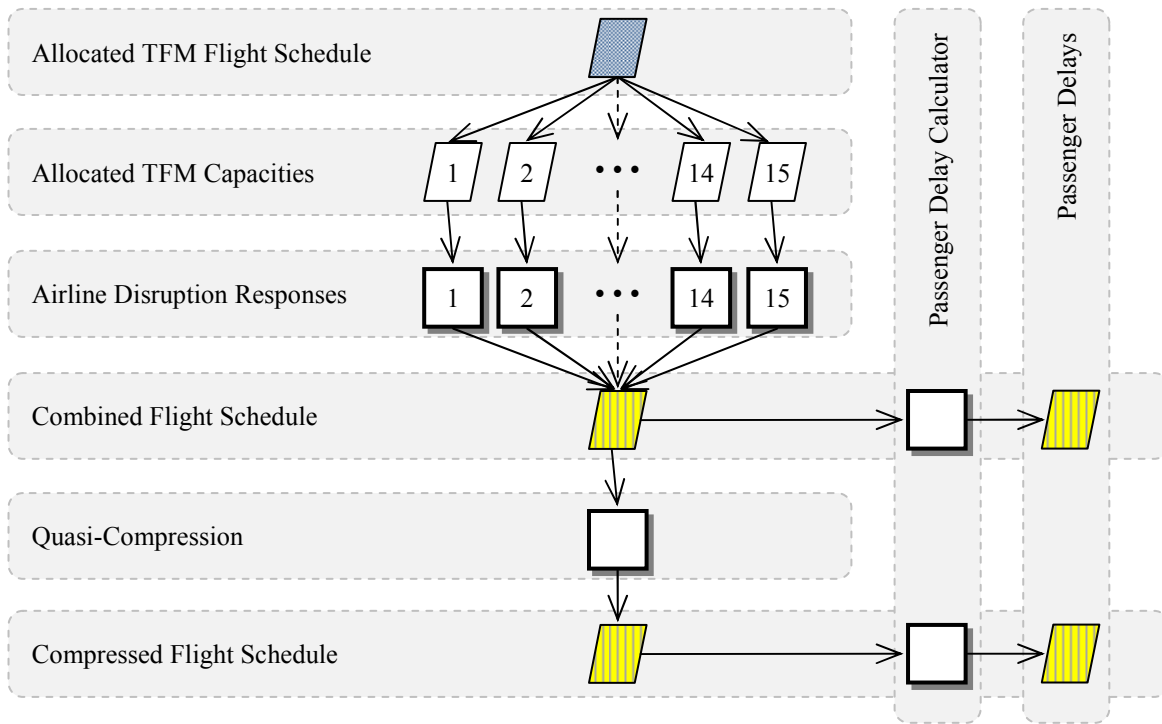 Allocated TFM Flight Schedule
Allocated TFM Capacities
1 2 ••• 14 15
Airline Disruption Responses
1 2 ••• 14 15
Combined Flight Schedule
Quasi-Compression
Compressed Flight Schedule
Passenger Delay Calculator
Passenger Delays